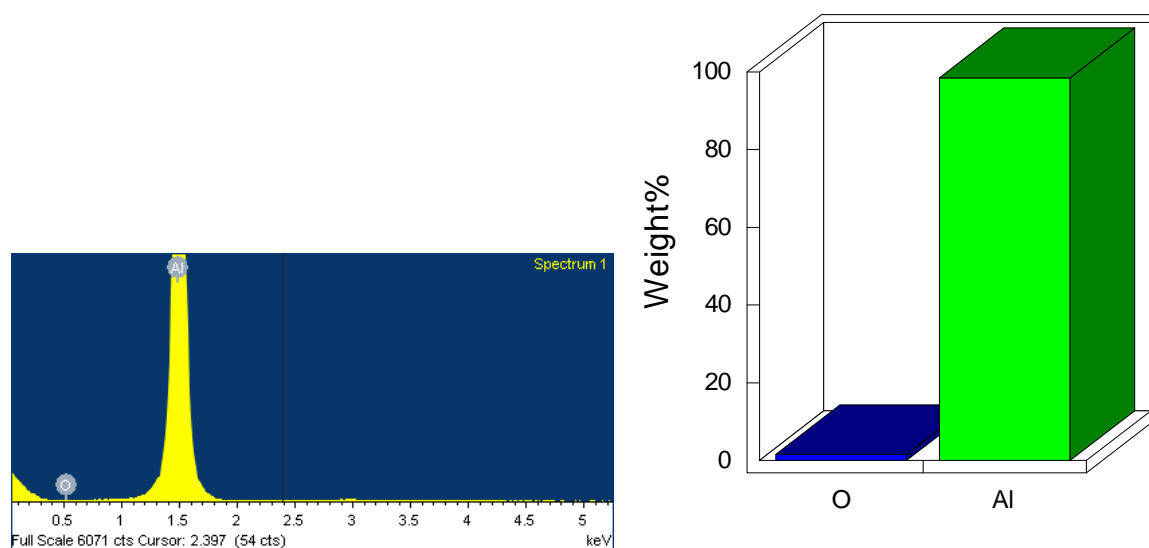 Spectrum 1
Al
O
0.5 1 1.5 2 2.5 3 3.5 4 4.5 5
Full Scale 6071 cts Cursor: 2.397 (54 cts) keV
Weight%
100
80
60
40
20
0
O Al